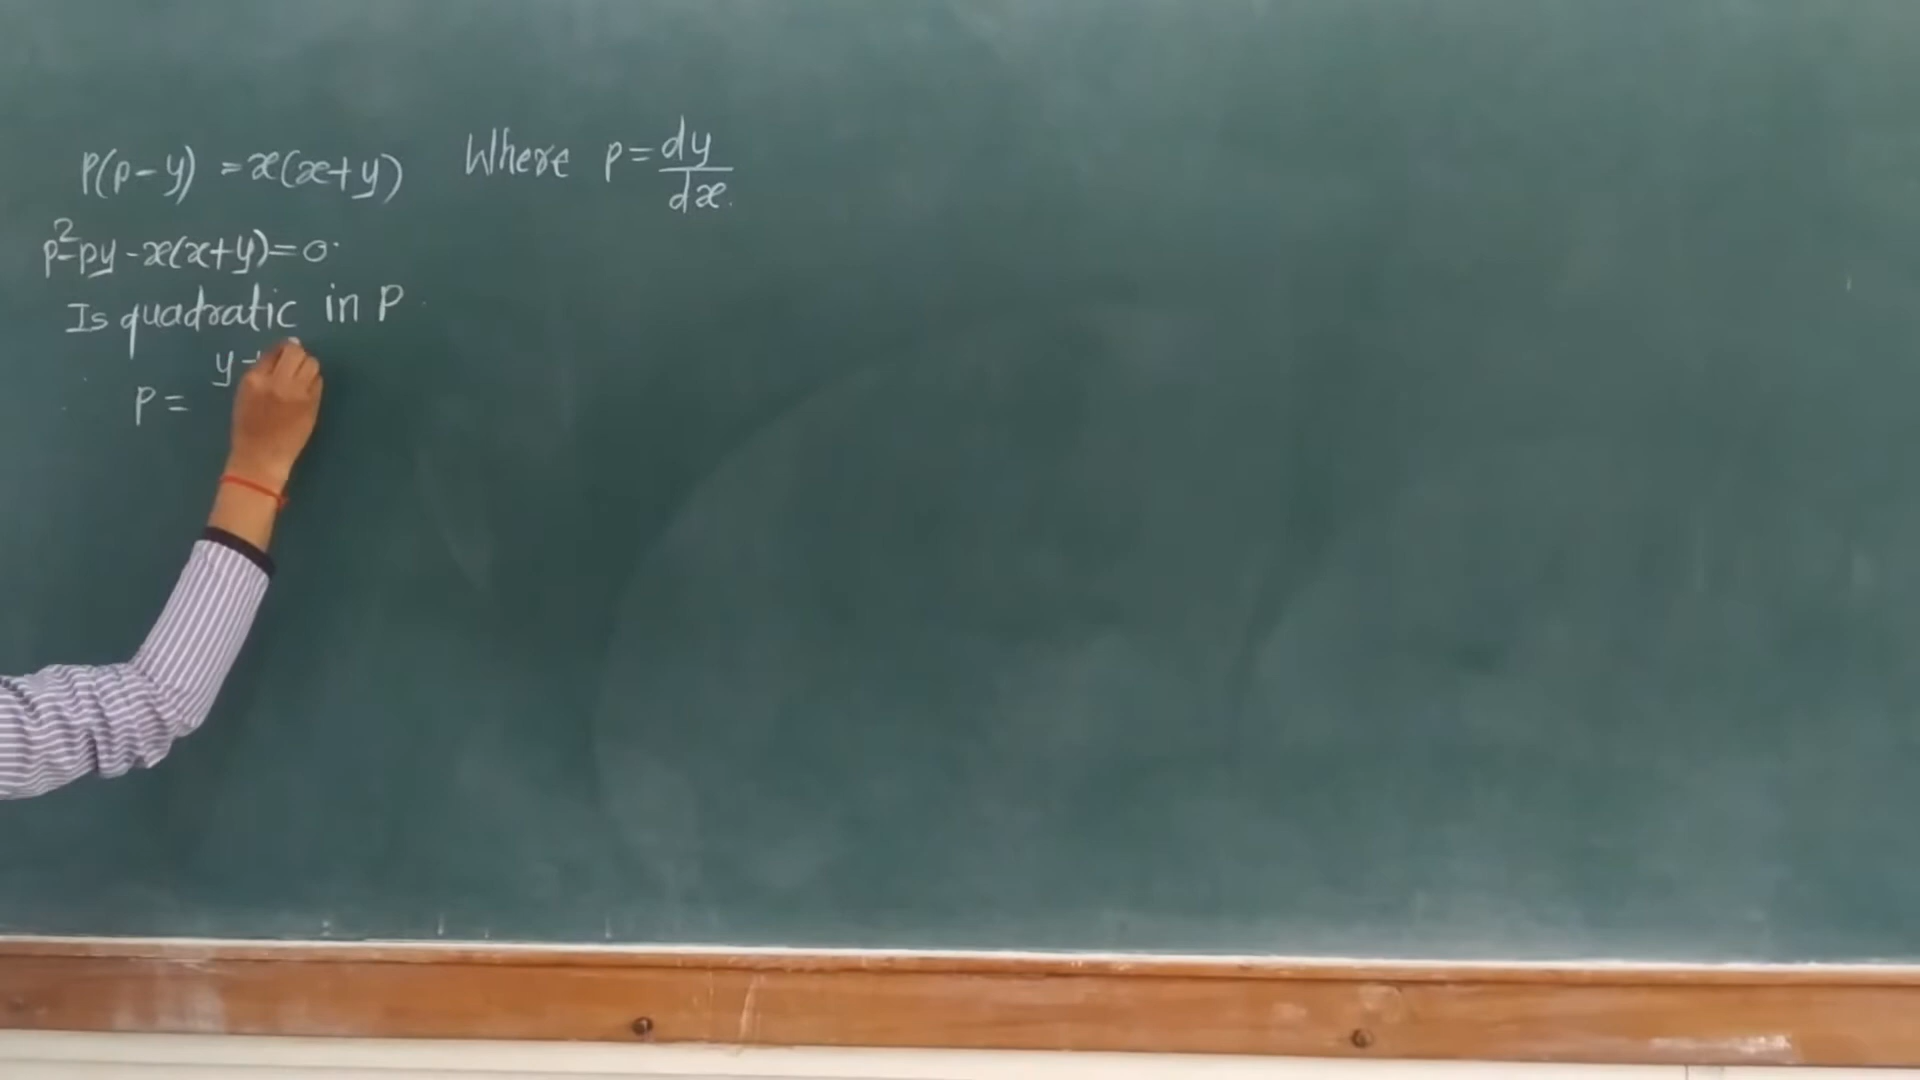 P(p-y) = x(x+y) Where p = dy/dx.
p²-py-x(x+y)=0.
Is quadratic in P
p = y